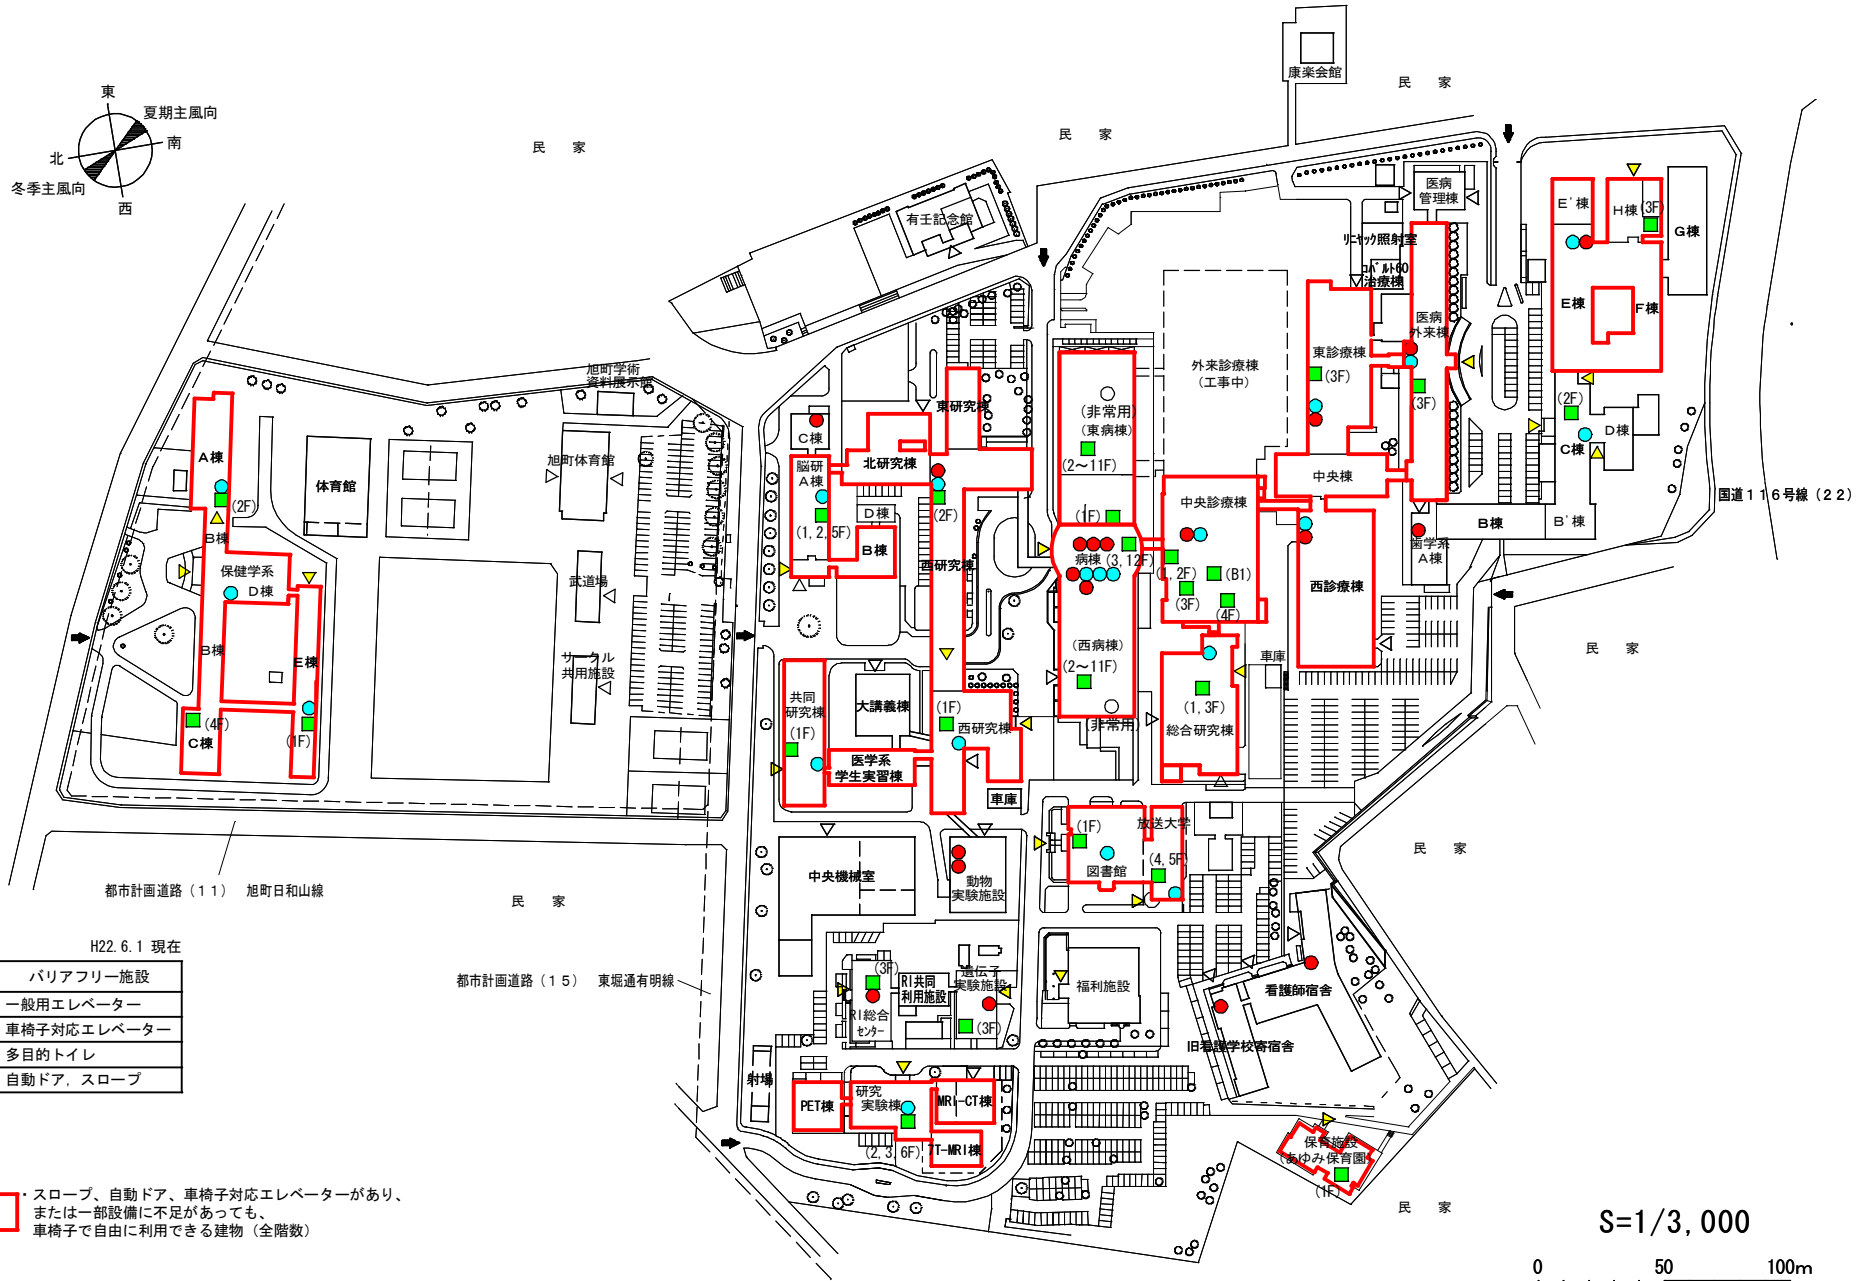 康楽会館
民 家
民 家
民 家
東
夏期主風向
南
北
冬季主風向
西
有壬記念館
医病
管理棟
E'棟
H棟
(3F)
G棟
リニヤック照射室
コバルト60
治療棟
E棟
F棟
医病
外来棟
東診療棟
(3F)
(3F)
外来診療棟
(工事中)
旭町学術
資料展示館
東研究棟
(非常用)
(東病棟)
(2～11F)
(2F)
C棟
D棟
C棟
北研究棟
脳研
A棟
旭町体育館
A棟
体育館
(2F)
B棟
中央棟
国道116号線(22)
中央診療棟
(1F)
(2F)
D棟
(1,2,5F)
B棟
B棟
B'棟
歯学系
A棟
病棟
(3,12F)
(1,2F)
(B1)
(3F)
(4F)
西研究棟
西診療棟
保健学系
D棟
武道場
B棟
E棟
サークル
共用施設
(西病棟)
(2～11F)
車庫
民 家
共同
研究棟
(1F)
大講義棟
(1F)
西研究棟
(非常用)
(1,3F)
総合研究棟
(4F)
C棟
(1F)
医学系
学生実習棟
車庫
(1F)
放送大学
(4,5F)
図書館
民 家
中央機械室
動物
実験施設
都市計画道路(11) 旭町日和山線
民 家
H22.6.1 現在
バリアフリー施設
一般用エレベーター
車椅子対応エレベーター
多目的トイレ
自動ドア, スロープ
都市計画道路(15) 東堀通有明線
(3F)
RI共同
利用施設
遺伝子
実験施設
(3F)
RI総合
センター
福利施設
看護師宿舎
旧看護学校寄宿舎
射場
PET棟
研究
実験棟
MRI-CT棟
(2,3,6F)
7T-MRI棟
保育施設
(あゆみ保育園)
(1F)
民 家
・スロープ、自動ドア、車椅子対応エレベーターがあり、
または一部設備に不足があっても、
車椅子で自由に利用できる建物(全階数)
S=1/3,000
0 50 100m